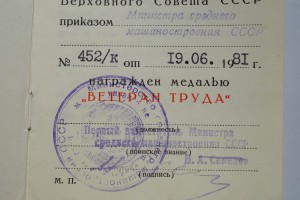 Верховного Совета СССР
приказом Министра среднего
машиностроения СССР
№ 452/к от 19.06.1981 г.
награжден медалью
"ВЕТЕРАН ТРУДА"
Первый Министра
(должность)
среднего машиностроения СССР
(воинское звание)
В. А.
М. П.
(подпись)
СССР